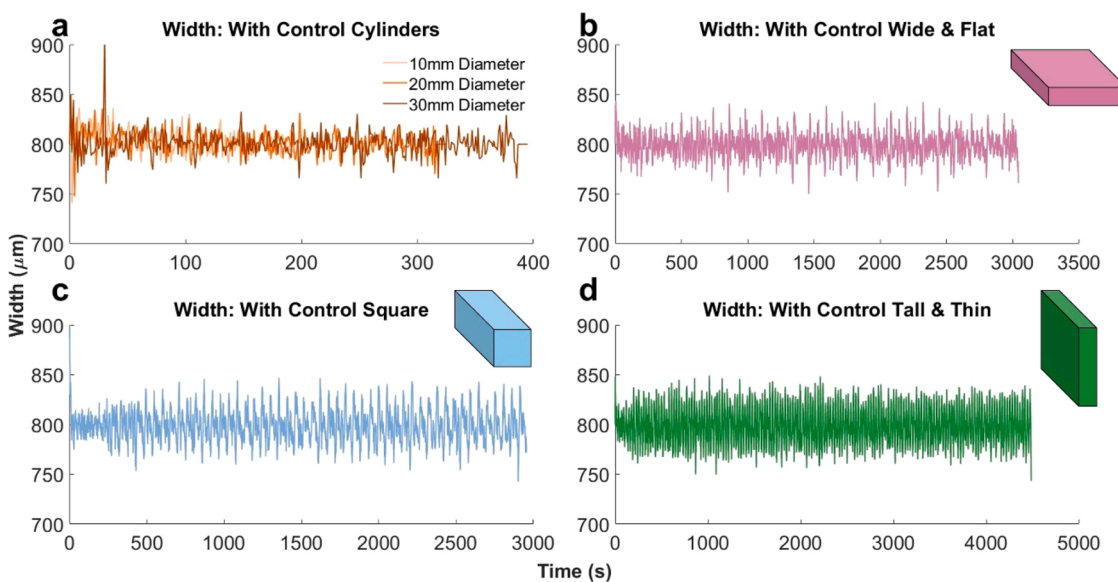 a
Width: With Control Cylinders
10mm Diameter
20mm Diameter
30mm Diameter
900
850
800
750
700
0 100 200 300 400
b
Width: With Control Wide & Flat
900
850
800
750
700
0 500 1000 1500 2000 2500 3000 3500
Width (μm)
c
Width: With Control Square
900
850
800
750
700
0 500 1000 1500 2000 2500 3000
d
Width: With Control Tall & Thin
900
850
800
750
700
0 1000 2000 3000 4000 5000
Time (s)